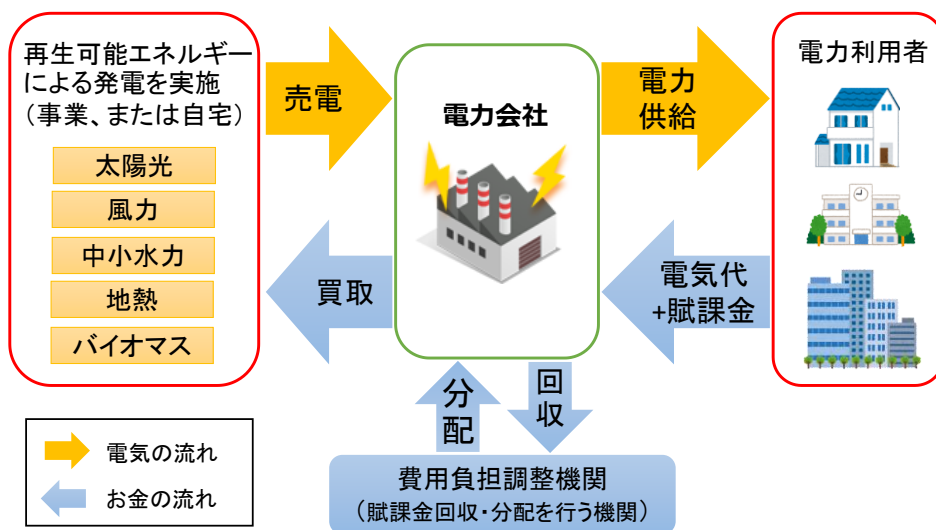 再生可能エネルギー
による発電を実施
（事業、または自宅）
太陽光
風力
中小水力
地熱
バイオマス
売電
買取
電力会社
電力
供給
電気代
+賦課金
電力利用者
分配
回収
費用負担調整機関
（賦課金回収・分配を行う機関）
電気の流れ
お金の流れ